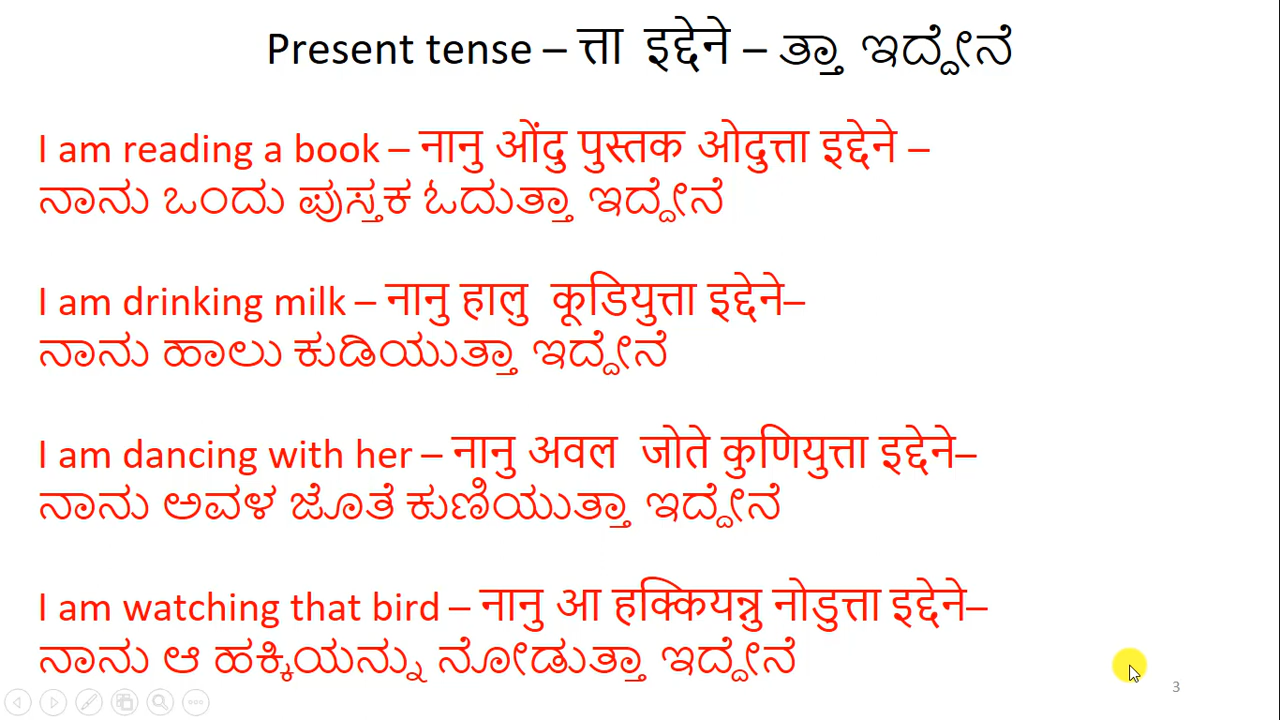 Present tense – त्ता इद्देने – ತ್ತಾ ಇದ್ದೇನೆ
I am reading a book – नानु ओंदु पुस्तक ओदुत्ता इद्देने –
ನಾನು ಒಂದು ಪುಸ್ತಕ ಓದುತ್ತಾ ಇದ್ದೇನೆ
I am drinking milk – नानु हालु कूडियुत्ता इद्देने–
ನಾನು ಹಾಲು ಕುಡಿಯುತ್ತಾ ಇದ್ದೇನೆ
I am dancing with her – नानु अवल जोते कुणियुत्ता इद्देने–
ನಾನು ಅವಳ ಜೊತೆ ಕುಣಿಯುತ್ತಾ ಇದ್ದೇನೆ
I am watching that bird – नानु आ हक्कियन्नु नोडुत्ता इद्देने–
ನಾನು ಆ ಹಕ್ಕಿಯನ್ನು ನೋಡುತ್ತಾ ಇದ್ದೇನೆ
3